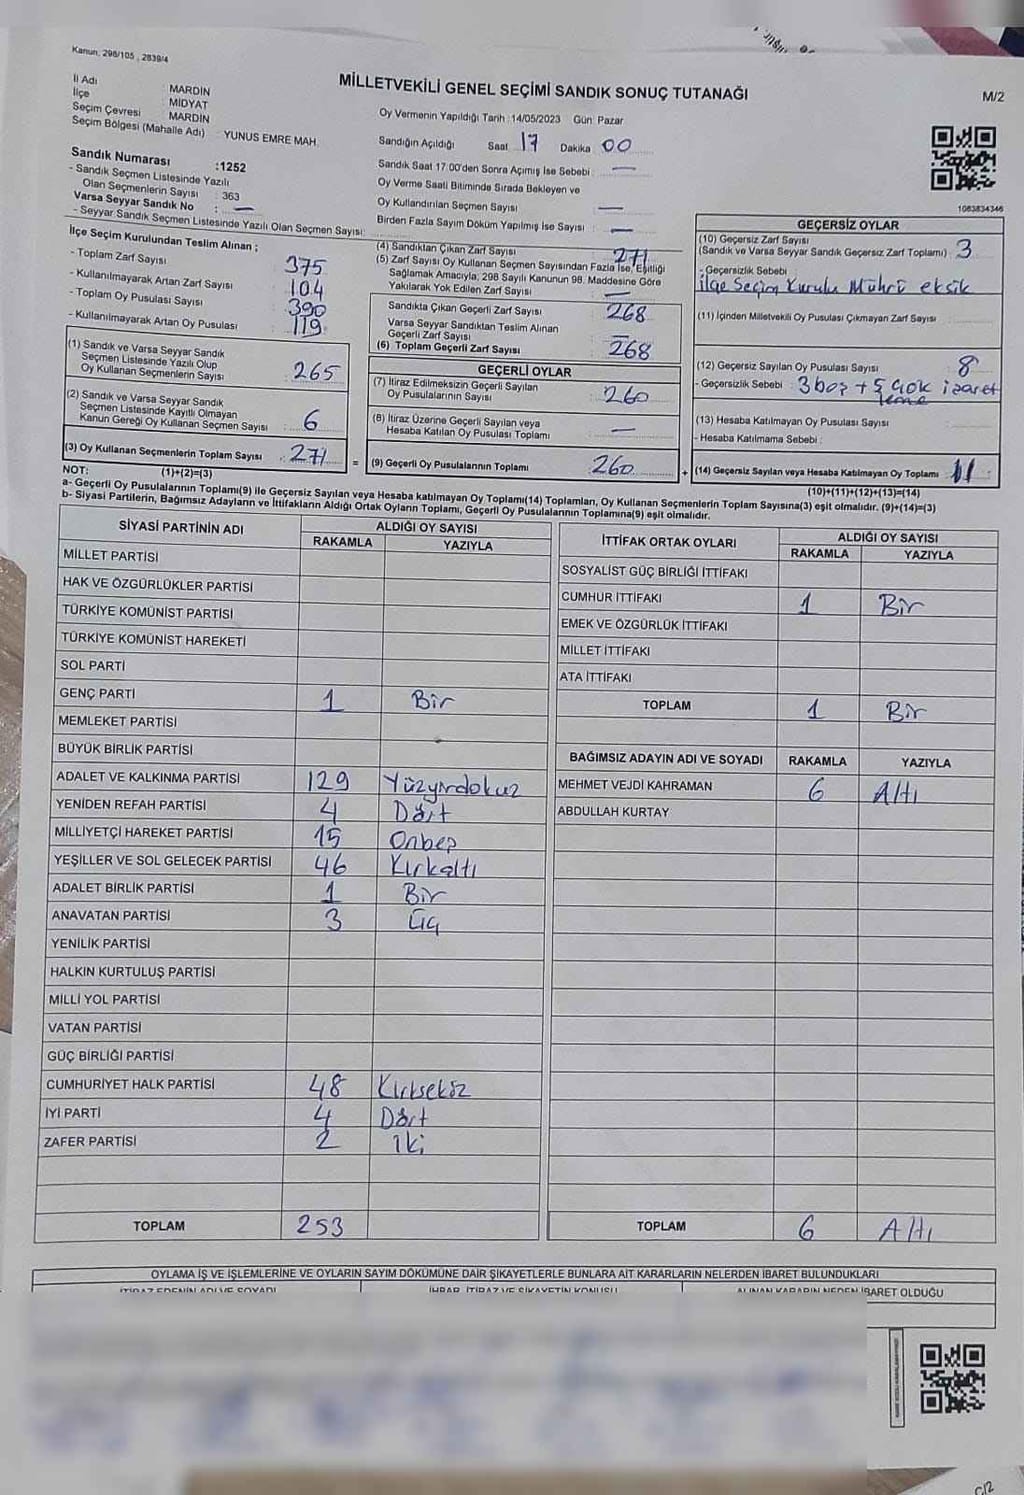 Kanun, 298/105 , 2839/4
İl Adı : MARDİN
İlçe : MİDYAT
Seçim Çevresi : MARDİN
Seçim Bölgesi (Mahalle Adı) : YUNUS EMRE MAH.
MİLLETVEKİLİ GENEL SEÇİMİ SANDIK SONUÇ TUTANAĞI
M/2
Oy Vermenin Yapıldığı Tarih :14/05/2023 Gün: Pazar
Sandığın Açıldığı Saat 17 Dakika 00
Sandık Saat 17:00'den Sonra Açımış İse Sebebi : —
Oy Verme Saati Bitiminde Sırada Bekleyen ve
Oy Kullandırılan Seçmen Sayısı : —
Birden Fazla Sayım Döküm Yapılmış İse Sayısı : —
1083834346
Sandık Numarası :1252
- Sandık Seçmen Listesinde Yazılı
Olan Seçmenlerin Sayısı : 363
Varsa Seyyar Sandık No : —
- Seyyar Sandık Seçmen Listesinde Yazılı Olan Seçmen Sayısı:
İlçe Seçim Kurulundan Teslim Alınan ;
- Toplam Zarf Sayısı : 375
- Kullanılmayarak Artan Zarf Sayısı : 104
- Toplam Oy Pusulası Sayısı : 390
- Kullanılmayarak Artan Oy Pusulası : 119
(1) Sandık ve Varsa Seyyar Sandık
Seçmen Listesinde Yazılı Olup
Oy Kullanan Seçmenlerin Sayısı : 265
(2) Sandık ve Varsa Seyyar Sandık
Seçmen Listesinde Kayıtlı Olmayan
Kanun Gereği Oy Kullanan Seçmen Sayısı : 6
(3) Oy Kullanan Seçmenlerin Toplam Sayısı : 271
(4) Sandıktan Çıkan Zarf Sayısı : 271
(5) Zarf Sayısı Oy Kullanan Seçmen Sayısından Fazla İse, Eşitliği
Sağlamak Amacıyla, 298 Sayılı Kanunun 98. Maddesine Göre
Yakılarak Yok Edilen Zarf Sayısı : —
Sandıkta Çıkan Geçerli Zarf Sayısı : 268
Varsa Seyyar Sandıktan Teslim Alınan
Geçerli Zarf Sayısı : —
(6) Toplam Geçerli Zarf Sayısı : 268
GEÇERLİ OYLAR
(7) İtiraz Edilmeksizin Geçerli Sayılan
Oy Pusulalarının Sayısı : 260
(8) İtiraz Üzerine Geçerli Sayılan veya
Hesaba Katılan Oy Pusulası Toplamı : —
= (9) Geçerli Oy Pusulalarının Toplamı : 260 +
GEÇERSİZ OYLAR
(10) Geçersiz Zarf Sayısı
(Sandık ve Varsa Seyyar Sandık Geçersiz Zarf Toplamı) : 3
- Geçersizlik Sebebi :
ilçe Seçim Kurulu Mührü eksik
(11) İçinden Milletvekili Oy Pusulası Çıkmayan Zarf Sayısı :
(12) Geçersiz Sayılan Oy Pusulası Sayısı : 8
- Geçersizlik Sebebi : 3 boş + 5 çok işaret
leme
(13) Hesaba Katılmayan Oy Pusulası Sayısı :
- Hesaba Katılmama Sebebi :
(14) Geçersiz Sayılan veya Hesaba Katılmayan Oy Toplamı : 11
(10)+(11)+(12)+(13)=(14)
NOT: (1)+(2)=(3)
a- Geçerli Oy Pusulalarının Toplamı(9) ile Geçersiz Sayılan veya Hesaba katılmayan Oy Toplamı(14) Toplamları, Oy Kullanan Seçmenlerin Toplam Sayısına(3) eşit olmalıdır. (9)+(14)=(3)
b- Siyasi Partilerin, Bağımsız Adayların ve İttifakların Aldığı Ortak Oyların Toplamı, Geçerli Oy Pusulalarının Toplamına(9) eşit olmalıdır.
SİYASİ PARTİNİN ADI ALDIĞI OY SAYISI
RAKAMLA YAZIYLA
MİLLET PARTİSİ
HAK VE ÖZGÜRLÜKLER PARTİSİ
TÜRKİYE KOMÜNİST PARTİSİ
TÜRKİYE KOMÜNİST HAREKETİ
SOL PARTİ
GENÇ PARTİ 1 Bir
MEMLEKET PARTİSİ
BÜYÜK BİRLİK PARTİSİ
ADALET VE KALKINMA PARTİSİ 129 Yüzyirdokuz
YENİDEN REFAH PARTİSİ 4 Dört
MİLLİYETÇİ HAREKET PARTİSİ 15 Onbeş
YEŞİLLER VE SOL GELECEK PARTİSİ 46 Kırkaltı
ADALET BİRLİK PARTİSİ 1 Bir
ANAVATAN PARTİSİ 3 Üç
YENİLİK PARTİSİ
HALKIN KURTULUŞ PARTİSİ
MİLLİ YOL PARTİSİ
VATAN PARTİSİ
GÜÇ BİRLİĞİ PARTİSİ
CUMHURİYET HALK PARTİSİ 48 Kırksekiz
İYİ PARTİ 4 Dört
ZAFER PARTİSİ 2 iki
TOPLAM 253
İTTİFAK ORTAK OYLARI ALDIĞI OY SAYISI
RAKAMLA YAZIYLA
SOSYALİST GÜÇ BİRLİĞİ İTTİFAKI
CUMHUR İTTİFAKI 1 Bir
EMEK VE ÖZGÜRLÜK İTTİFAKI
MİLLET İTTİFAKI
ATA İTTİFAKI
TOPLAM 1 Bir
BAĞIMSIZ ADAYIN ADI VE SOYADI RAKAMLA YAZIYLA
MEHMET VEJDİ KAHRAMAN 6 Altı
ABDULLAH KURTAY
TOPLAM 6 Altı
OYLAMA İŞ VE İŞLEMLERİNE VE OYLARIN SAYIM DÖKÜMÜNE DAİR ŞİKAYETLERLE BUNLARA AİT KARARLARIN NELERDEN İBARET BULUNDUKLARI
İTİRAZ EDENİN ADI VE SOYADI İHBAR, İTİRAZ VE ŞİKAYETİN KONUSU ALINAN KARARIN NEDEN İBARET OLDUĞU